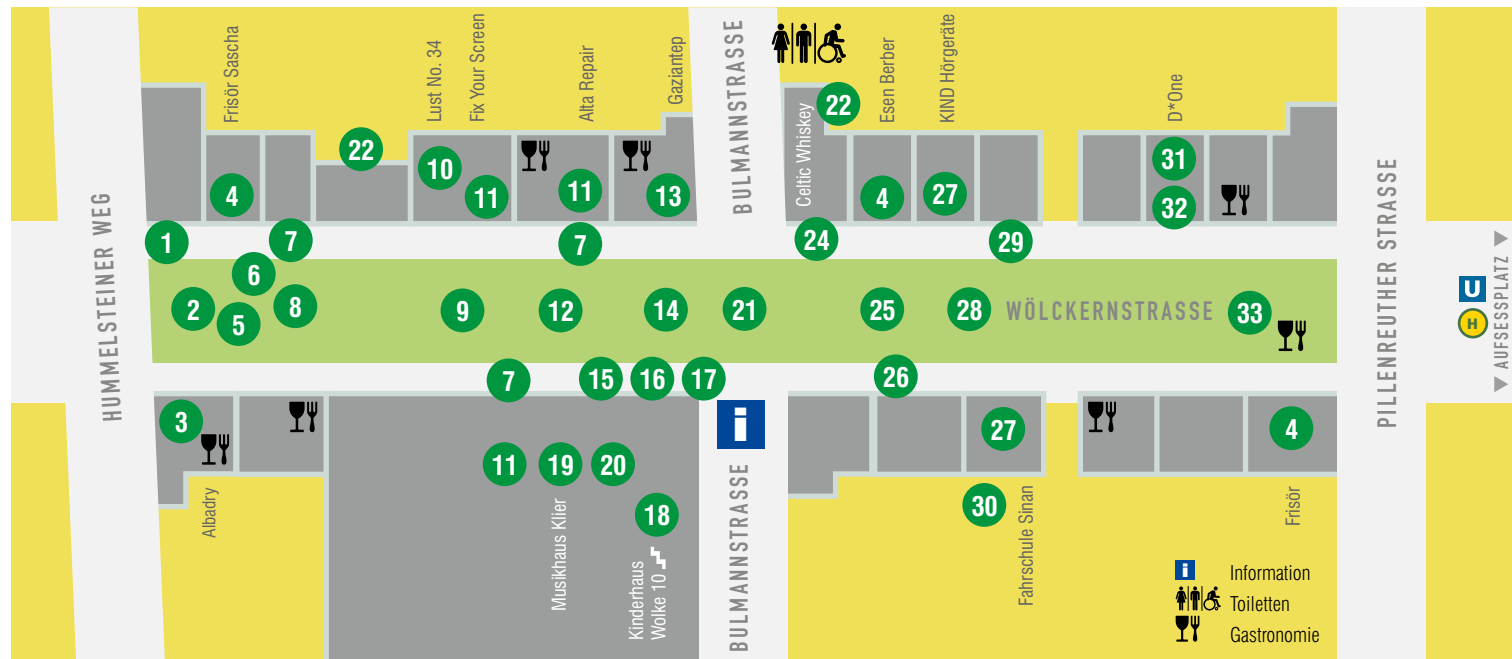 Frisör Sascha
Lust No. 34
Fix Your Screen
Alta Repair
Gaziantep
BULMANNSTRASSE
Celtic Whiskey
Esen Berber
KIND Hörgeräte
D*One
22
22
10
11
11
13
4
4
27
31
32
1
7
7
24
29
HUMMELSTEINER WEG
2
5
6
8
9
12
14
21
25
28
WÖLCKERNSTRASSE
33
PILLENREUTHER STRASSE
U
H
AUFSESSPLATZ
7
15
16
17
26
i
3
11
19
20
18
27
30
4
Albadry
Musikhaus Klier
Kinderhaus
Wolke 10
BULMANNSTRASSE
Fahrschule Sinan
Frisör
i Information
Toiletten
Gastronomie